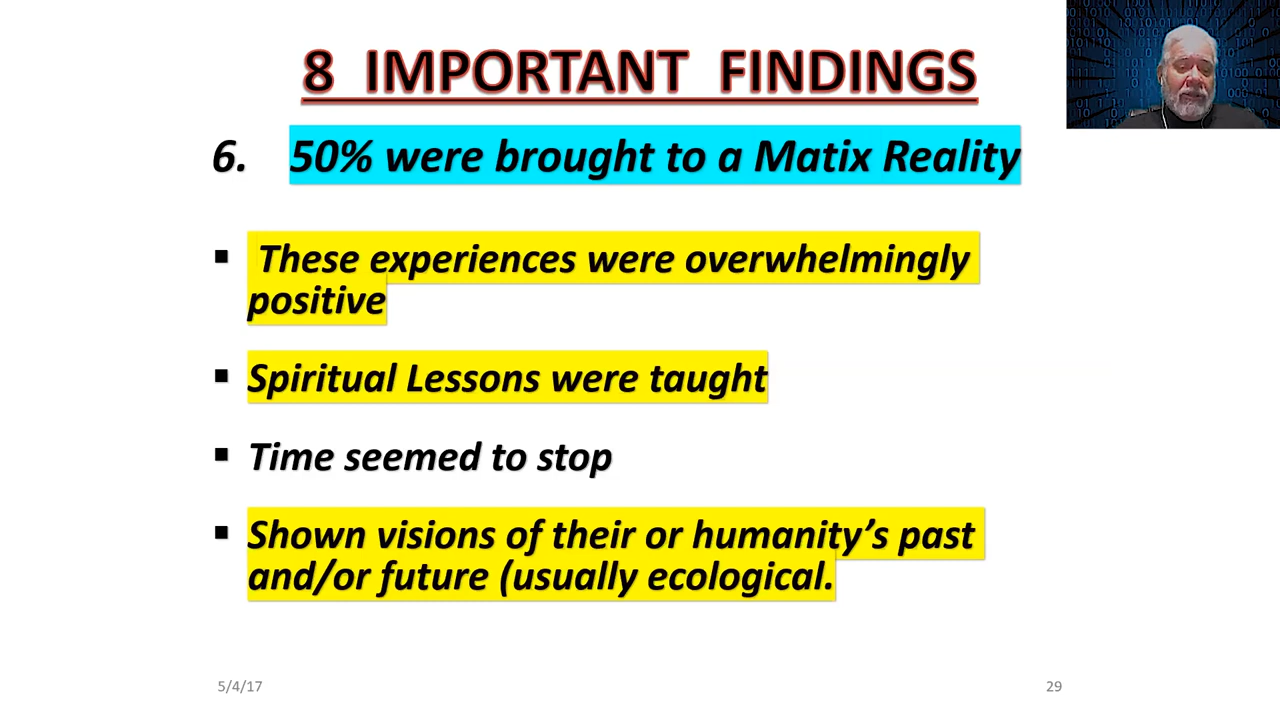 8 IMPORTANT FINDINGS
6. 50% were brought to a Matix Reality
▪ These experiences were overwhelmingly
positive
▪ Spiritual Lessons were taught
▪ Time seemed to stop
▪ Shown visions of their or humanity’s past
and/or future (usually ecological.
5/4/17
29